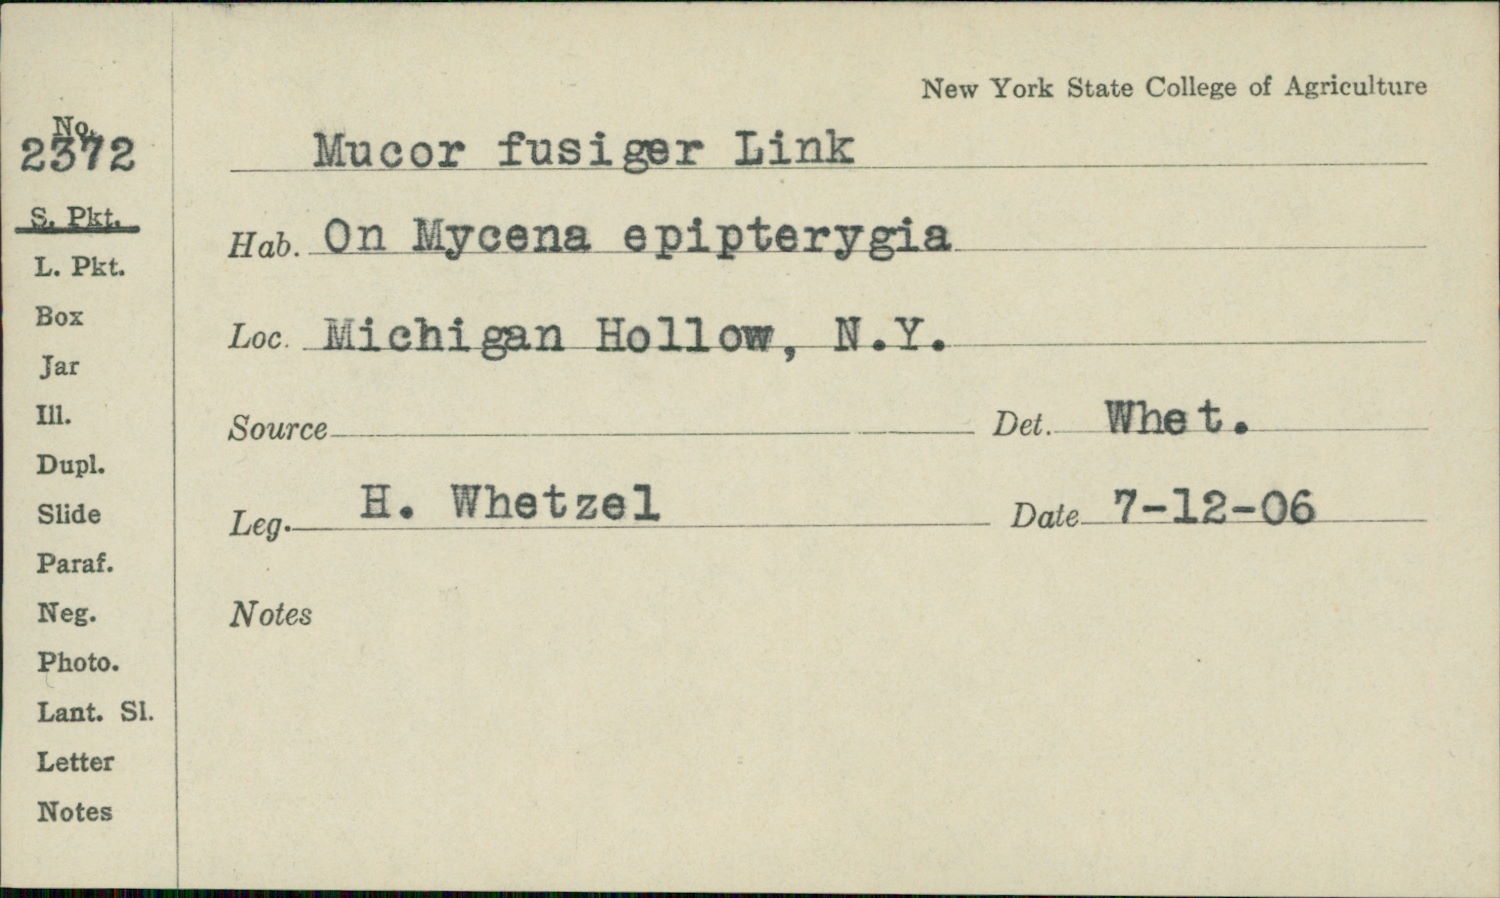 New York State College of Agriculture
No.
2372
Mucor fusiger Link
S. Pkt.
Hab. On Mycena epipterygia
L. Pkt.
Box
Loc. Michigan Hollow, N.Y.
Jar
Ill.
Source Det. Whet.
Dupl.
Slide
Leg. H. Whetzel Date 7-12-06
Paraf.
Neg.
Notes
Photo.
Lant. Sl.
Letter
Notes